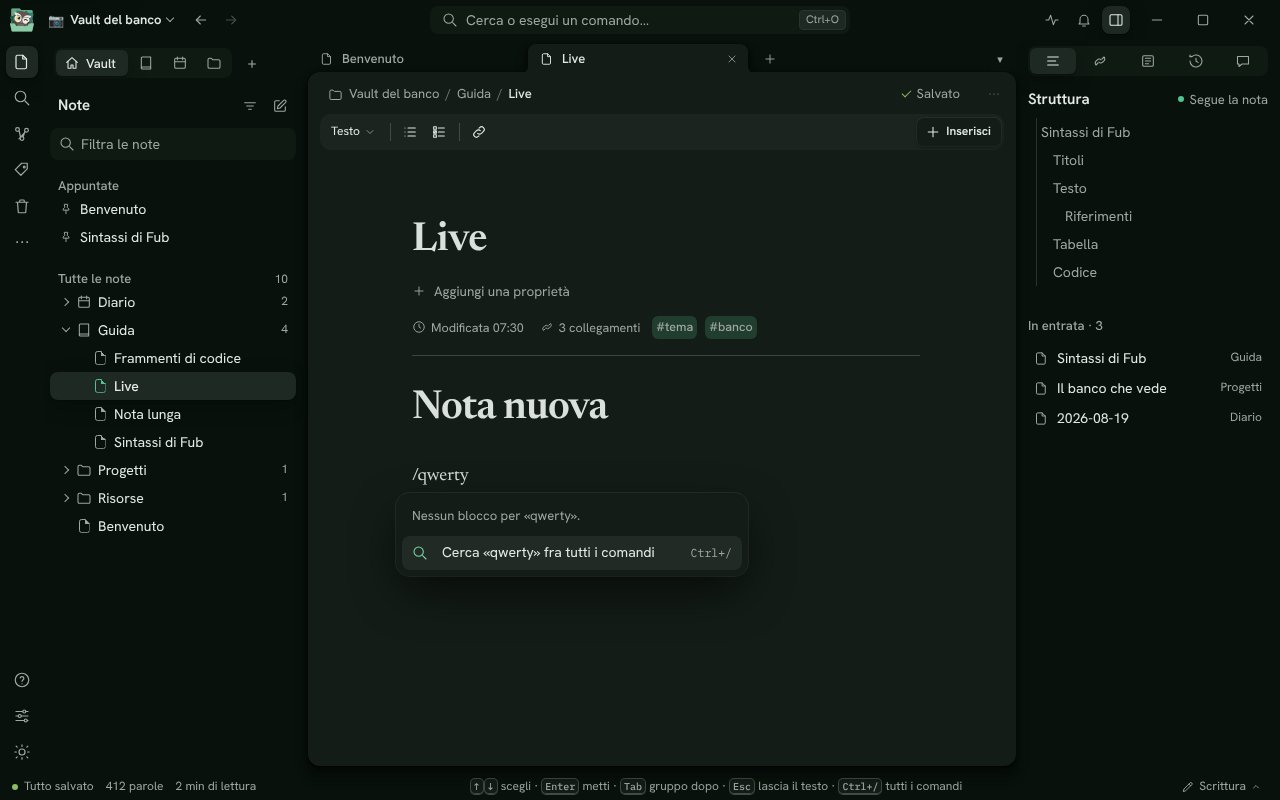 Vault del banco
Cerca o esegui un comando...
Ctrl+O
Vault
Benvenuto
Live
Note
Vault del banco / Guida / Live
Salvato
Struttura
Segue la nota
Filtra le note
Testo
Inserisci
Sintassi di Fub
Titoli
Testo
Riferimenti
Tabella
Codice
Appuntate
Benvenuto
Sintassi di Fub
Tutte le note 10
Diario 2
Guida 4
Frammenti di codice
Live
Nota lunga
Sintassi di Fub
Progetti 1
Risorse 1
Benvenuto
Live
Aggiungi una proprietà
Modificata 07:30
3 collegamenti
#tema
#banco
Nota nuova
/qwerty
Nessun blocco per «qwerty».
Cerca «qwerty» fra tutti i comandi Ctrl+/
In entrata · 3
Sintassi di Fub Guida
Il banco che vede Progetti
2026-08-19 Diario
Tutto salvato 412 parole 2 min di lettura
↑ ↓ scegli · Enter metti · Tab gruppo dopo · Esc lascia il testo · Ctrl+/ tutti i comandi
Scrittura